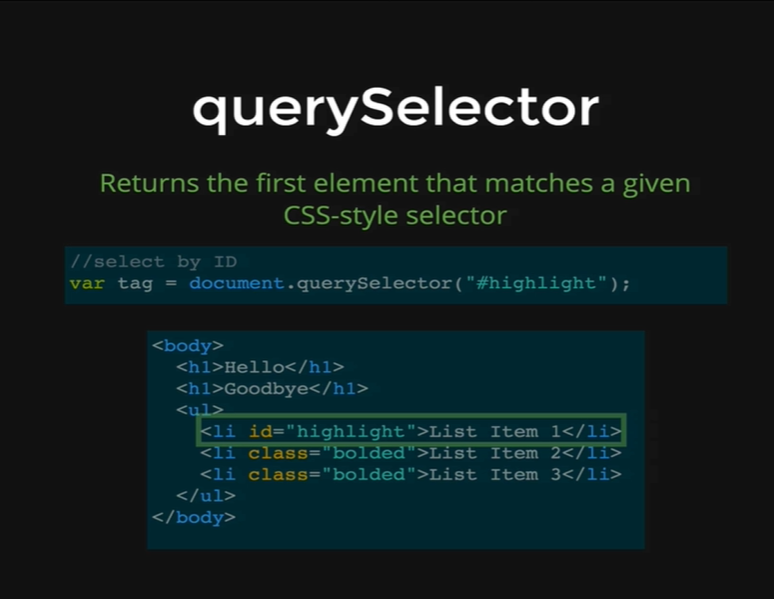 querySelector
Returns the first element that matches a given
CSS-style selector
//select by ID
var tag = document.querySelector("#highlight");
<body>
  <h1>Hello</h1>
  <h1>Goodbye</h1>
  <ul>
    <li id="highlight">List Item 1</li>
    <li class="bolded">List Item 2</li>
    <li class="bolded">List Item 3</li>
  </ul>
</body>